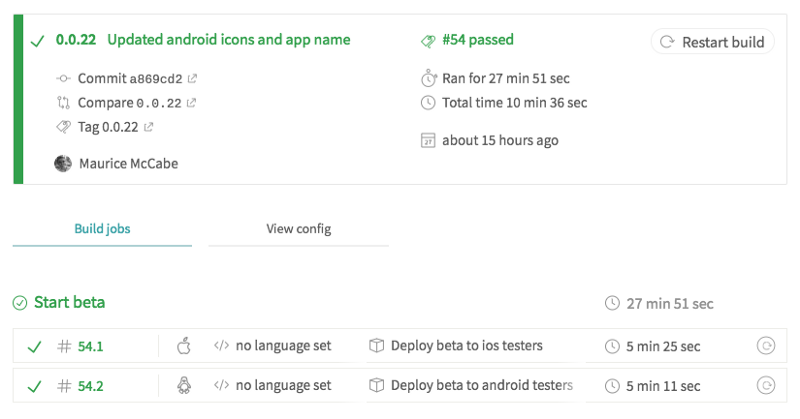 0.0.22 Updated android icons and app name
#54 passed
Restart build
Commit a869cd2
Ran for 27 min 51 sec
Compare 0.0.22
Total time 10 min 36 sec
Tag 0.0.22
27
about 15 hours ago
Maurice McCabe
Build jobs
View config
Start beta
27 min 51 sec
# 54.1 </> no language set Deploy beta to ios testers 5 min 25 sec
# 54.2 </> no language set Deploy beta to android testers 5 min 11 sec